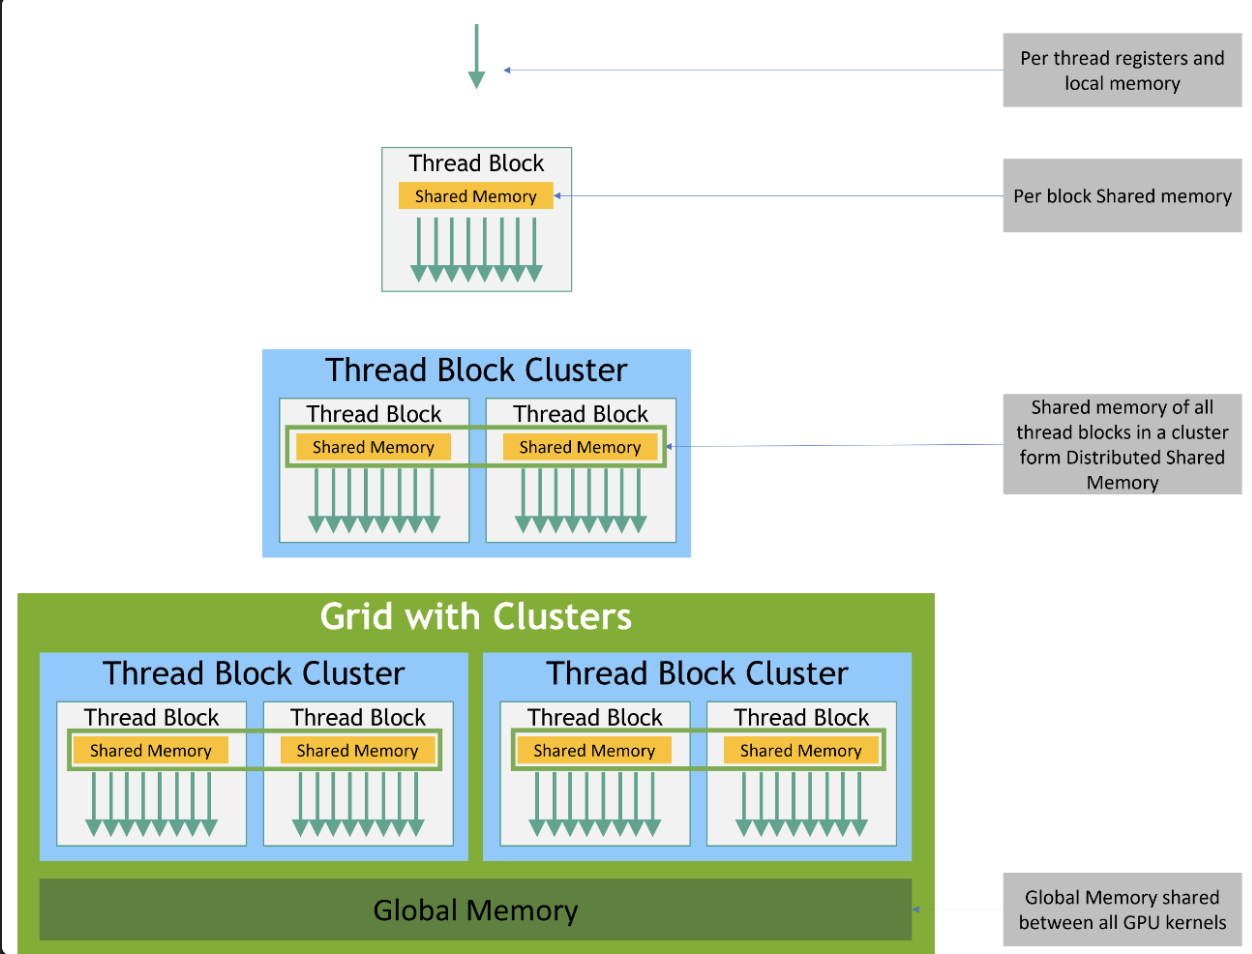 Per thread registers and
local memory
Thread Block
Shared Memory
Per block Shared memory
Thread Block Cluster
Thread Block
Thread Block
Shared Memory
Shared Memory
Shared memory of all
thread blocks in a cluster
form Distributed Shared
Memory
Grid with Clusters
Thread Block Cluster
Thread Block Cluster
Thread Block
Thread Block
Thread Block
Thread Block
Shared Memory
Shared Memory
Shared Memory
Shared Memory
Global Memory
Global Memory shared
between all GPU kernels